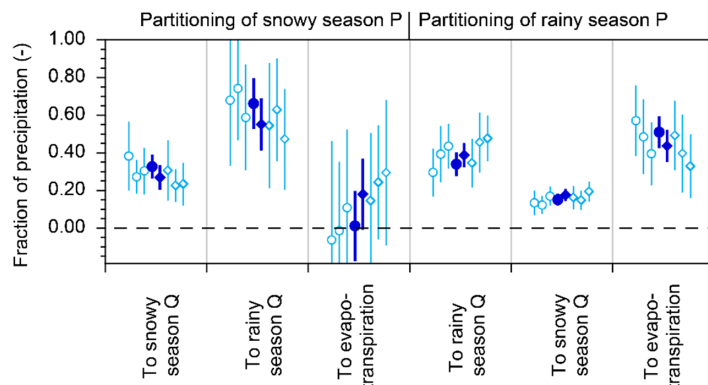 Partitioning of snowy season P
Partitioning of rainy season P
Fraction of precipitation (-)
1.00
0.80
0.60
0.40
0.20
0.00
To snowy
season Q
To rainy
season Q
To evapo-
transpiration
To rainy
season Q
To snowy
season Q
To evapo-
transpiration